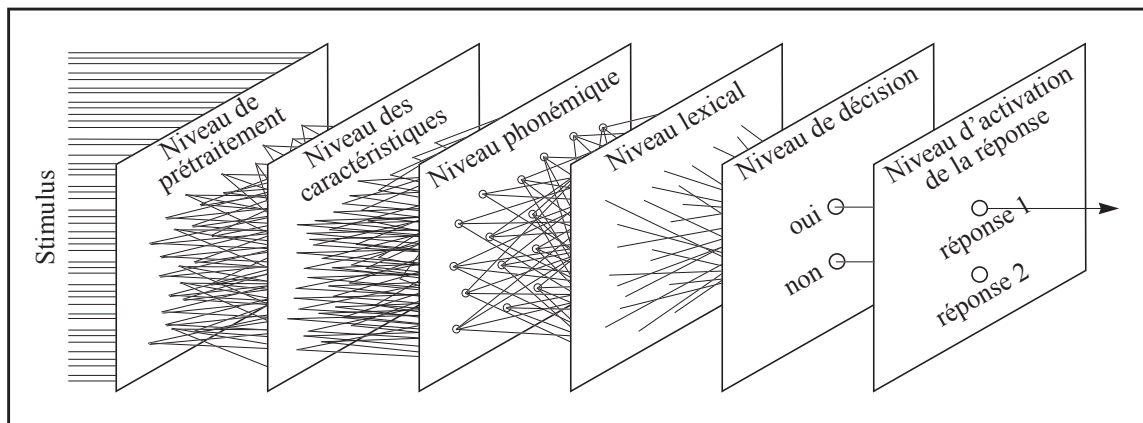 Stimulus
Niveau de
prétraitement
Niveau des
caractéristiques
Niveau phonémique
Niveau lexical
Niveau de décision
oui
non
Niveau d'activation
de la réponse
réponse 1
réponse 2